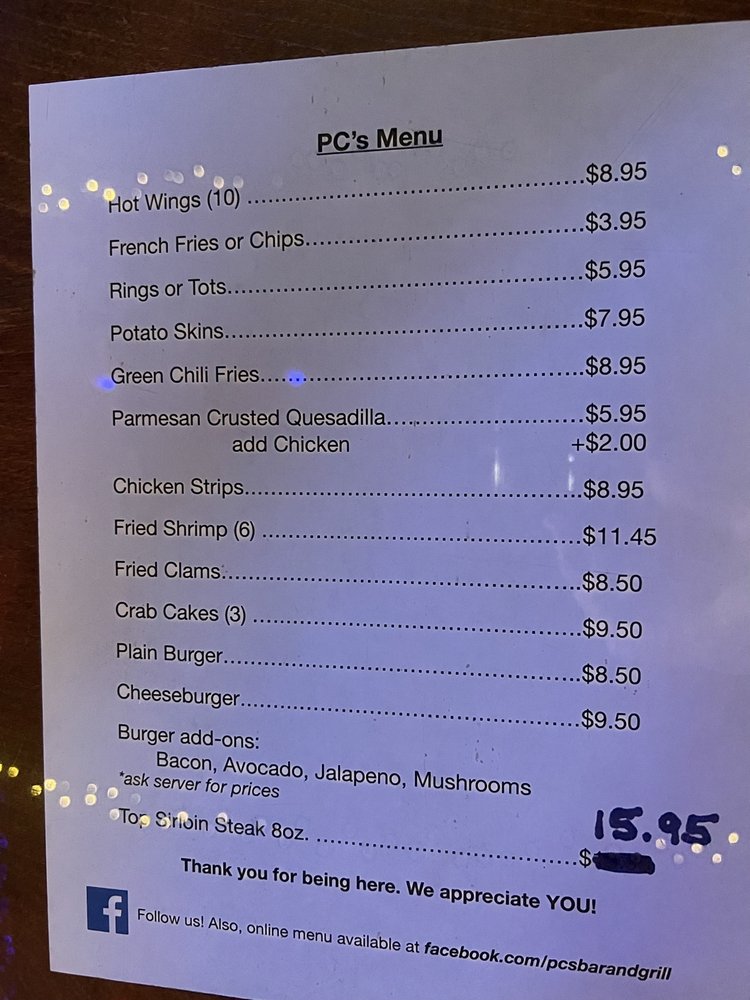 PC's Menu
Hot Wings (10) ........................................................$8.95
French Fries or Chips..............................................$3.95
Rings or Tots...........................................................$5.95
Potato Skins............................................................$7.95
Green Chili Fries......................................................$8.95
Parmesan Crusted Quesadilla................................$5.95
add Chicken +$2.00
Chicken Strips.........................................................$8.95
Fried Shrimp (6) ......................................................$11.45
Fried Clams.............................................................$8.50
Crab Cakes (3) ........................................................$9.50
Plain Burger.............................................................$8.50
Cheeseburger..........................................................$9.50
Burger add-ons:
Bacon, Avocado, Jalapeno, Mushrooms
*ask server for prices
15.95
Top Sirloin Steak 8oz. ............................................$
Thank you for being here. We appreciate YOU!
f Follow us! Also, online menu available at facebook.com/pcsbarandgrill